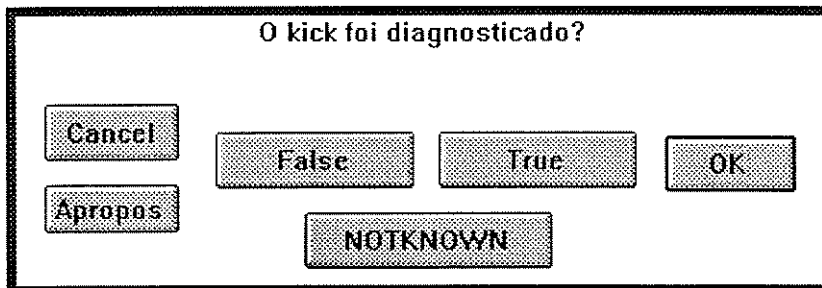 O kick foi diagnosticado?
Cancel
False
True
OK
Apropos
NOTKNOWN